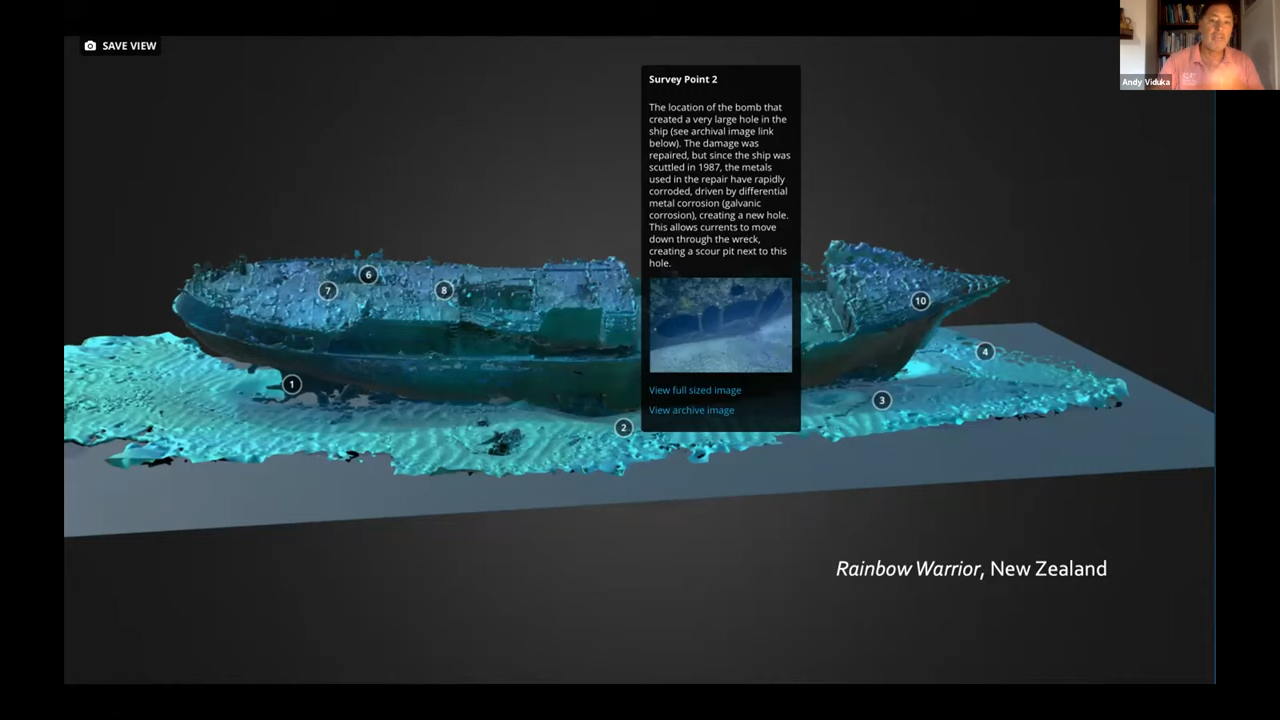 SAVE VIEW
Andy Viduka
Survey Point 2
The location of the bomb that
created a very large hole in the
ship (see archival image link
below). The damage was
repaired, but since the ship was
scuttled in 1987, the metals
used in the repair have rapidly
corroded, driven by differential
metal corrosion (galvanic
corrosion), creating a new hole.
This allows currents to move
down through the wreck,
creating a scour pit next to this
hole.
View full sized image
View archive image
6
7
8
10
4
1
3
2
Rainbow Warrior, New Zealand